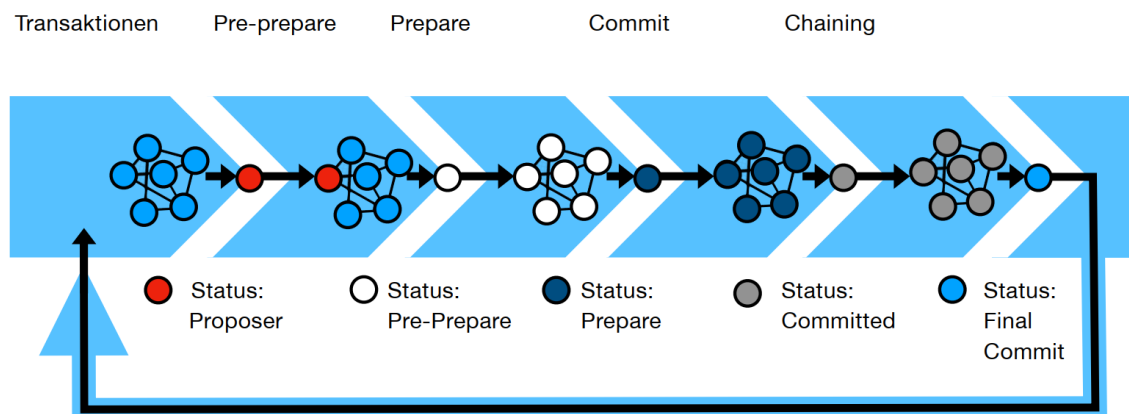 Transaktionen
Pre-prepare
Prepare
Commit
Chaining
Status:
Proposer
Status:
Pre-Prepare
Status:
Prepare
Status:
Committed
Status:
Final
Commit